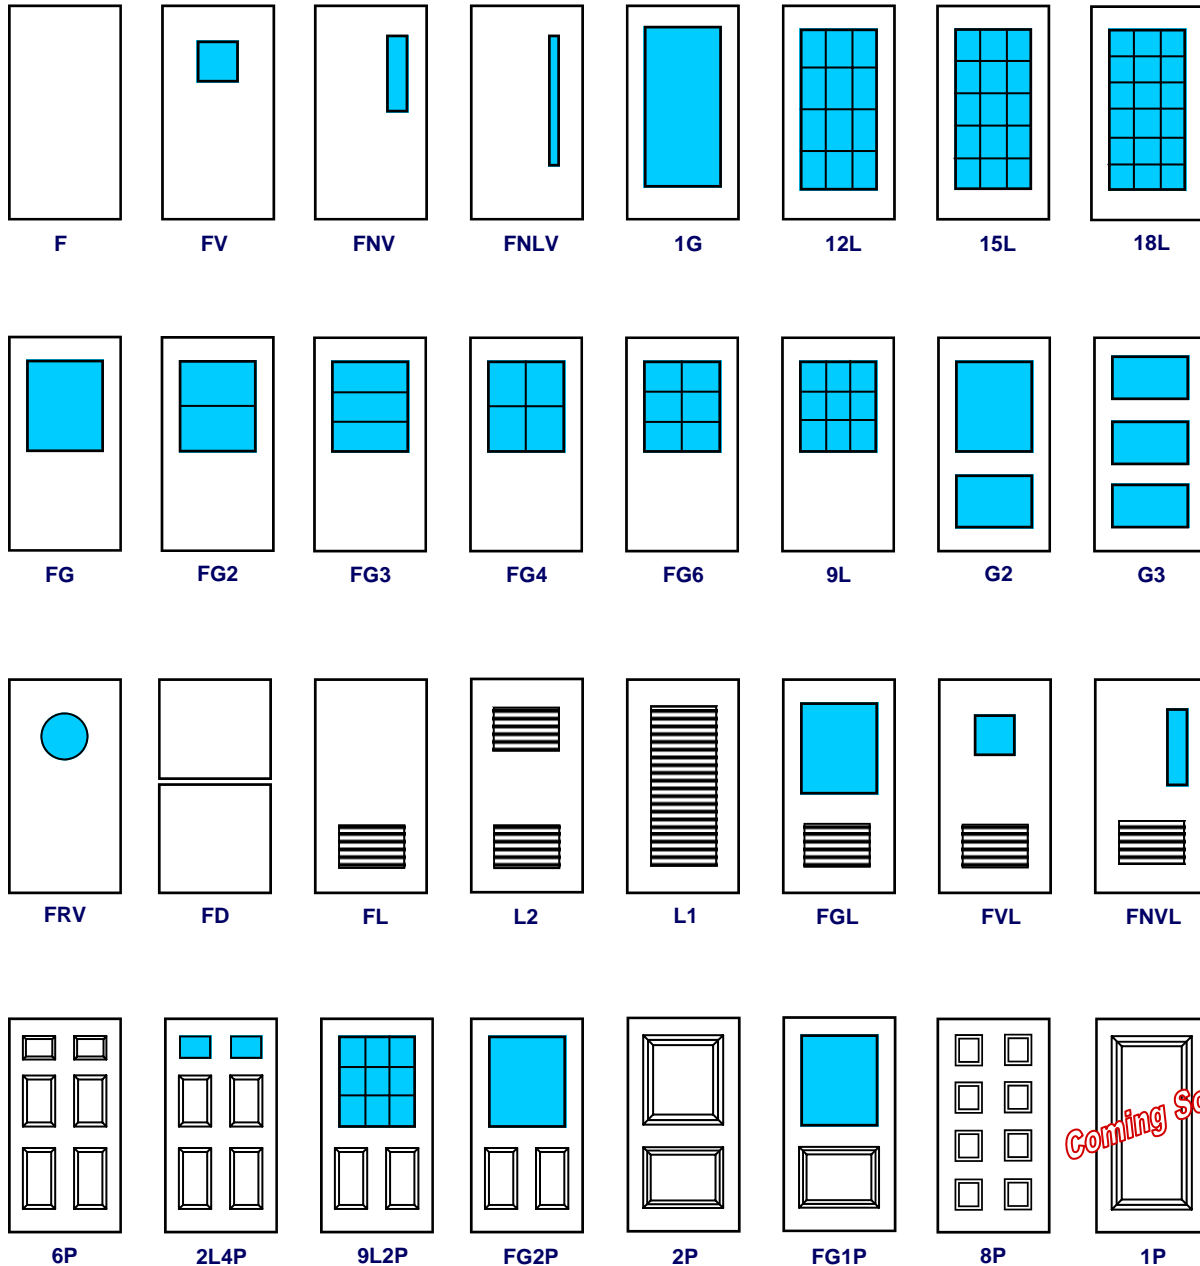 F FV FNV FNLV 1G 12L 15L 18L
FG FG2 FG3 FG4 FG6 9L G2 G3
FRV FD FL L2 L1 FGL FVL FNVL
Coming
6P 2L4P 9L2P FG2P 2P FG1P 8P 1P